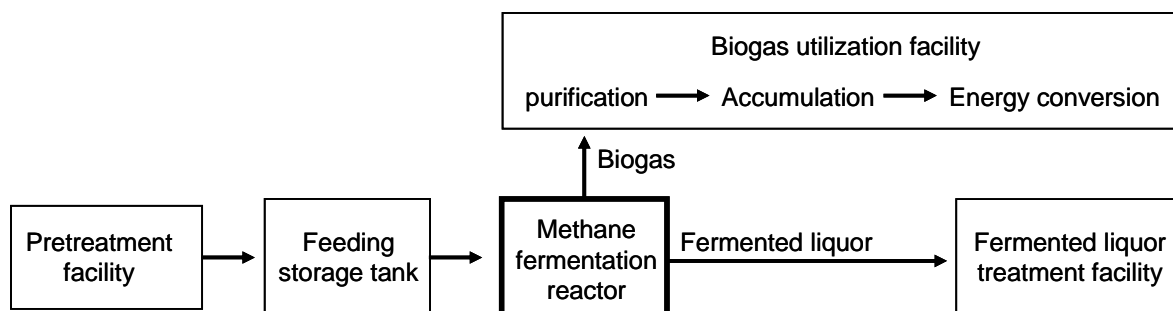 Biogas utilization facility
purification Accumulation Energy conversion
Biogas
Pretreatment
facility
Feeding
storage tank
Methane
fermentation
reactor
Fermented liquor
Fermented liquor
treatment facility